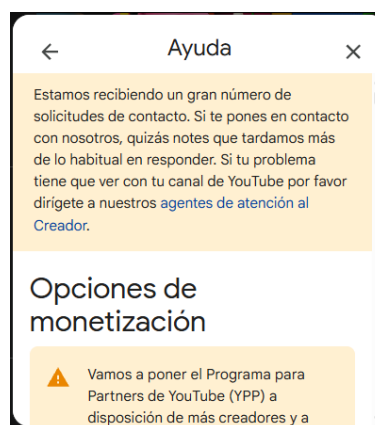 Ayuda
Estamos recibiendo un gran número de
solicitudes de contacto. Si te pones en contacto
con nosotros, quizás notes que tardamos más
de lo habitual en responder. Si tu problema
tiene que ver con tu canal de YouTube por favor
dirígete a nuestros agentes de atención al
Creador.
Opciones de
monetización
Vamos a poner el Programa para
Partners de YouTube (YPP) a
disposición de más creadores y a